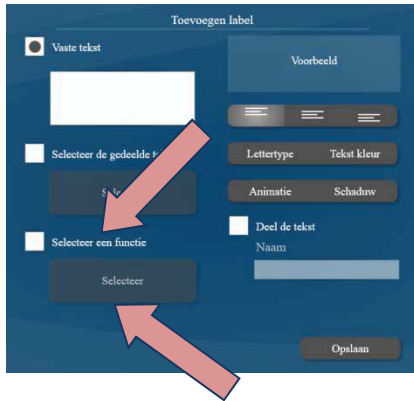 Toevoegen label
Vaste tekst
Voorbeeld
Selecteer de gedeelde
Lettertype
Tekst kleur
Animatie
Schaduw
Deel de tekst
Naam
Selecteer een functie
Selecteer
Opslaan